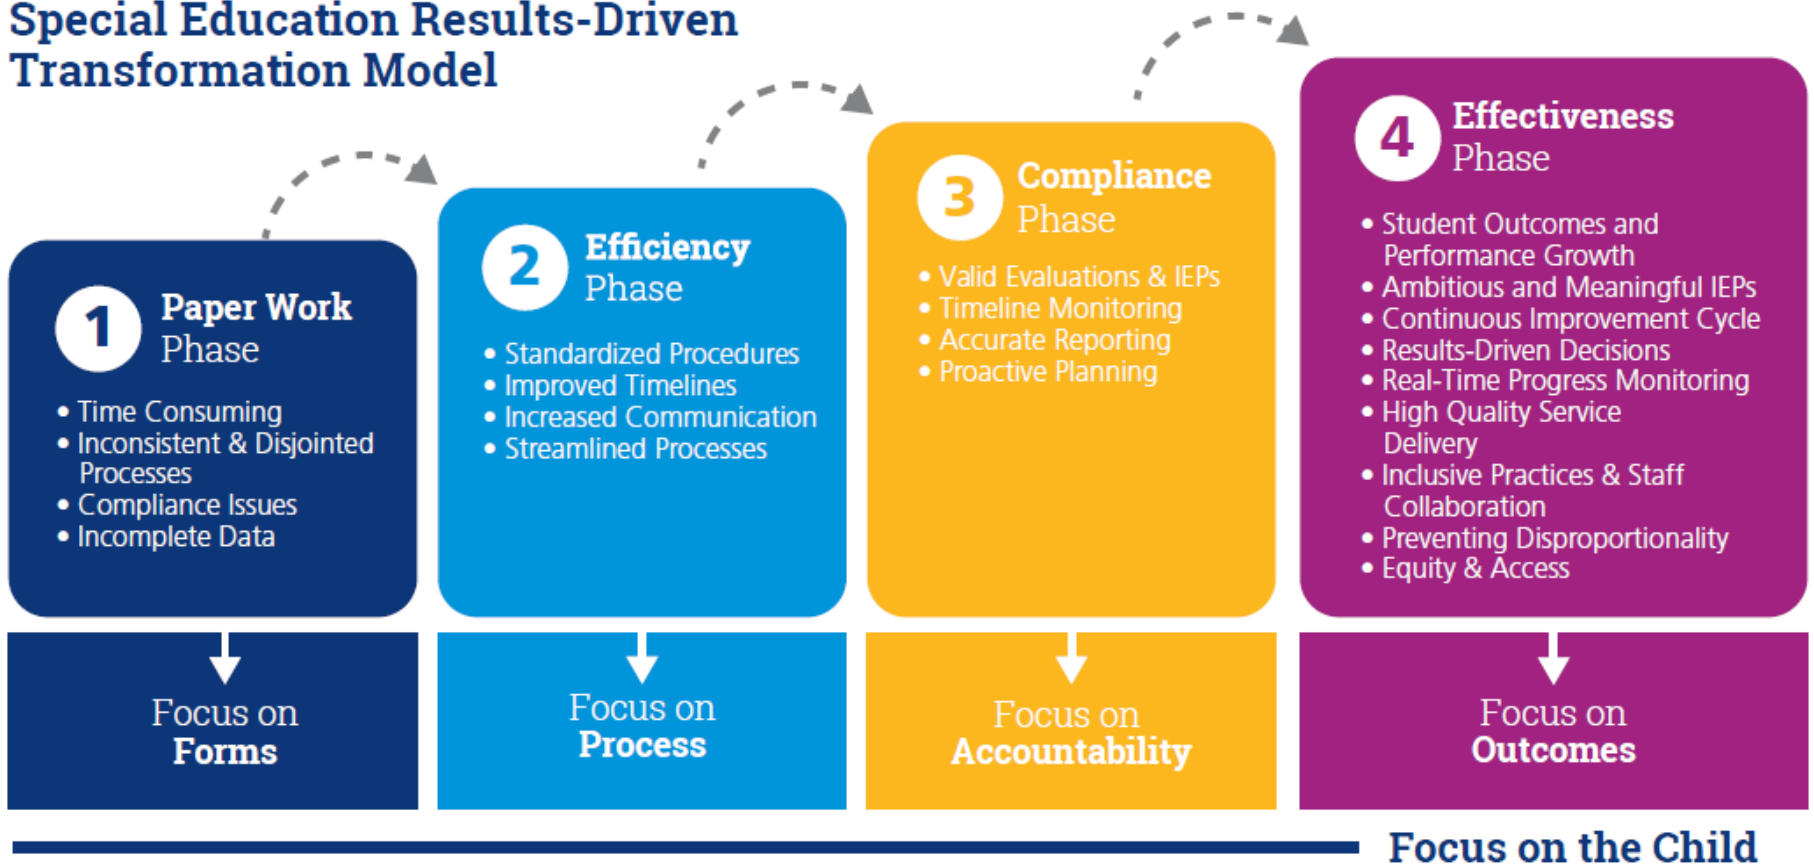 Special Education Results-Driven
Transformation Model
1
Paper Work
Phase
• Time Consuming
• Inconsistent & Disjointed
Processes
• Compliance Issues
• Incomplete Data
Focus on
Forms
2
Efficiency
Phase
• Standardized Procedures
• Improved Timelines
• Increased Communication
• Streamlined Processes
Focus on
Process
3
Compliance
Phase
• Valid Evaluations & IEPs
• Timeline Monitoring
• Accurate Reporting
• Proactive Planning
Focus on
Accountability
4
Effectiveness
Phase
• Student Outcomes and
Performance Growth
• Ambitious and Meaningful IEPs
• Continuous Improvement Cycle
• Results-Driven Decisions
• Real-Time Progress Monitoring
• High Quality Service
Delivery
• Inclusive Practices & Staff
Collaboration
• Preventing Disproportionality
• Equity & Access
Focus on
Outcomes
Focus on the Child